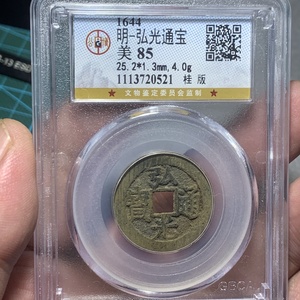 1644
明-弘光通宝
美 85
25.2*1.3mm,4.0g
1113720521 桂 版
★ 文物鉴定委员会监制 ★
弘光通寶
GBCA